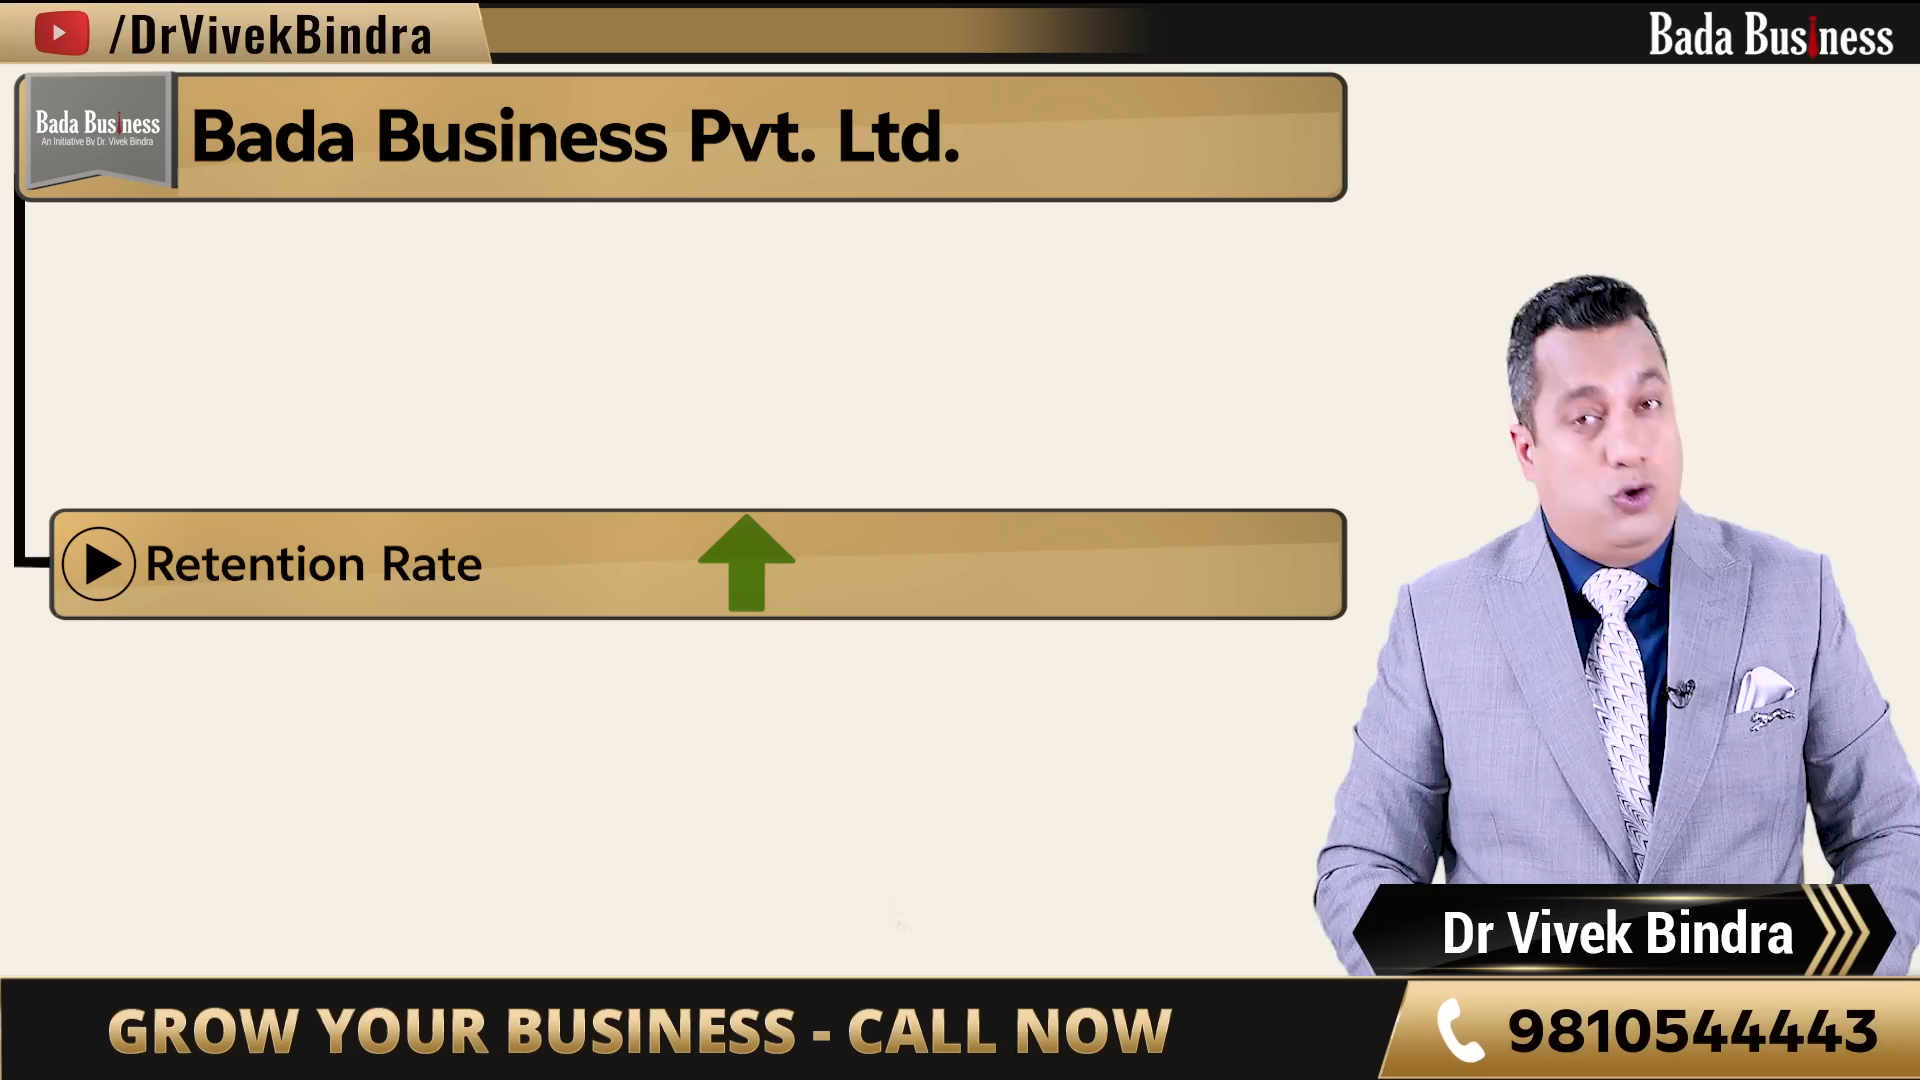 /DrVivekBindra
Bada Business
Bada Business
An Initiative By Dr. Vivek Bindra
Bada Business Pvt. Ltd.
Retention Rate
Dr Vivek Bindra
GROW YOUR BUSINESS - CALL NOW
9810544443